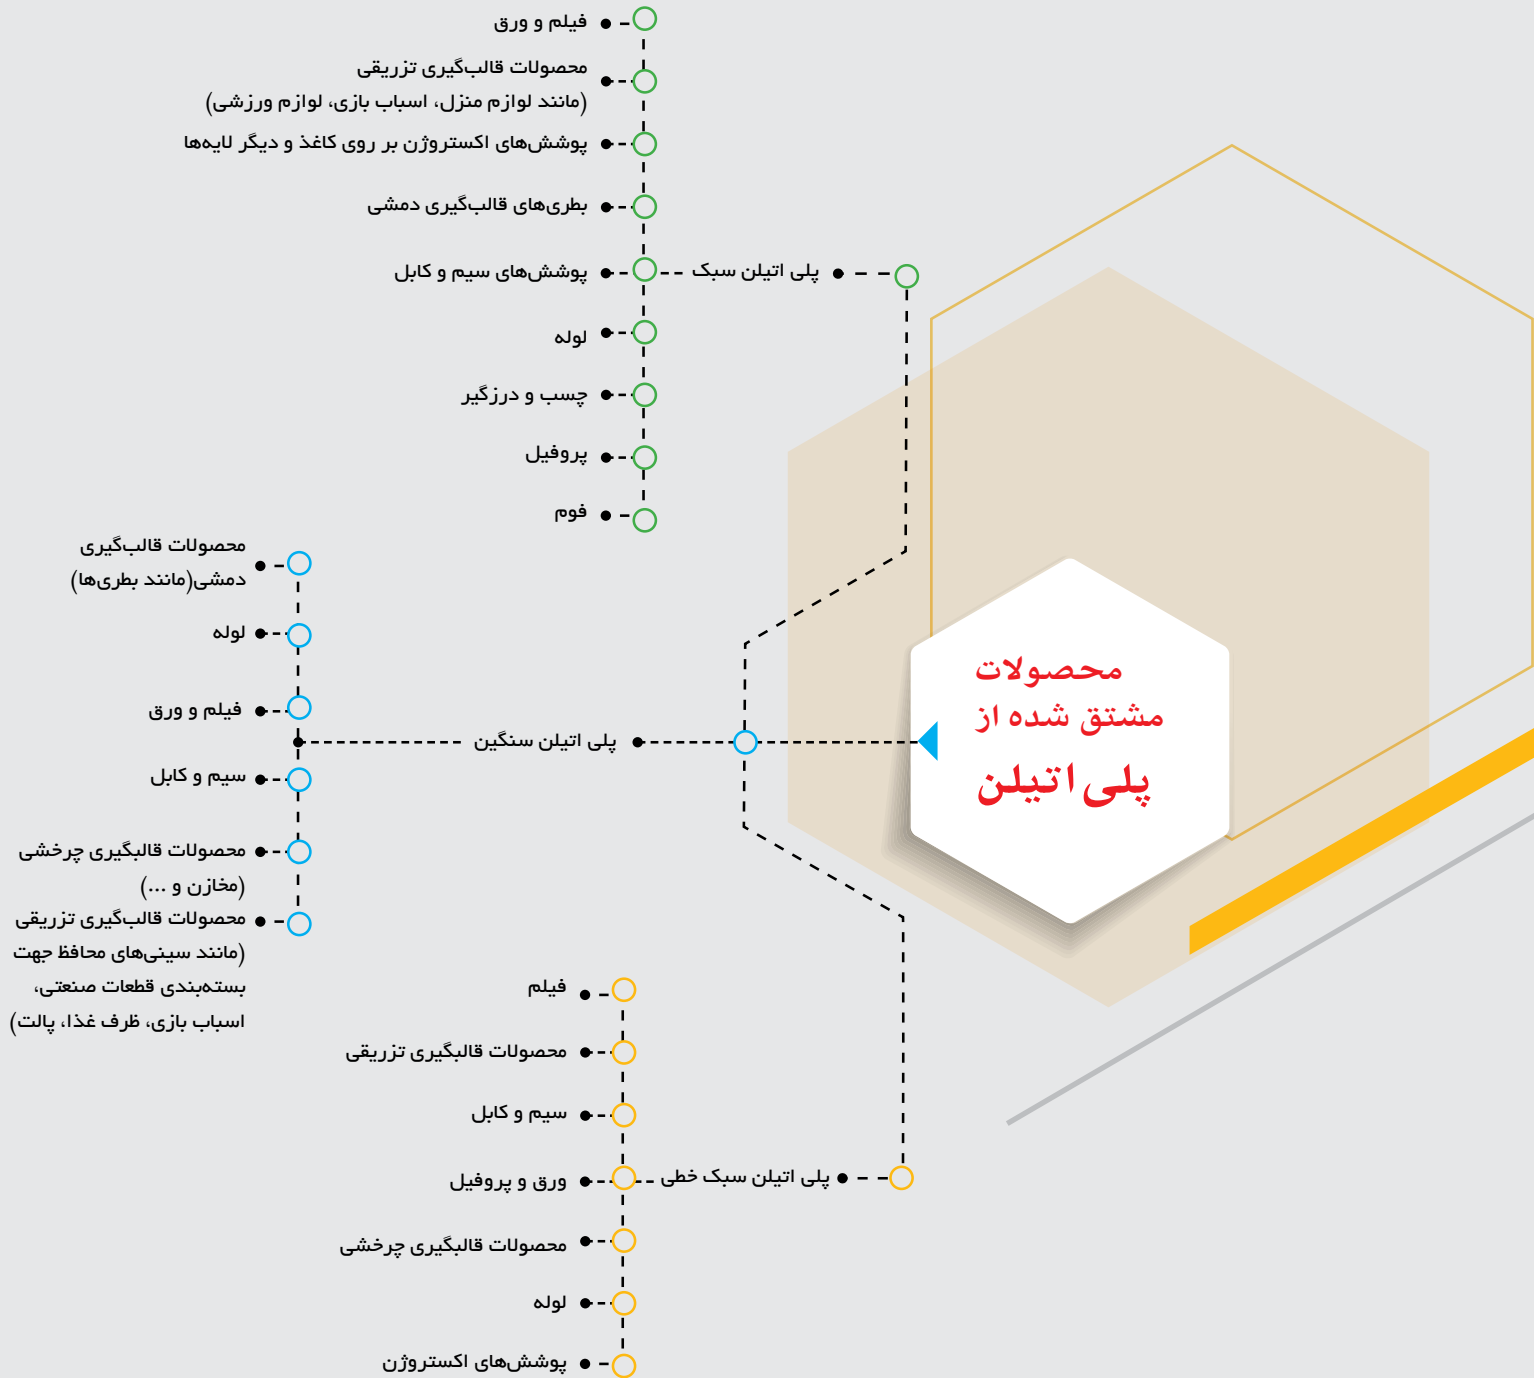 محصولات
مشتق شده از
پلی اتیلن
پلی اتیلن سبک
فیلم و ورق
محصولات قالب‌گیری تزریقی
(مانند لوازم منزل، اسباب بازی، لوازم ورزشی)
پوشش‌های اکستروژن بر روی کاغذ و دیگر لایه‌ها
بطری‌های قالب‌گیری دمشی
پوشش‌های سیم و کابل
لوله
چسب و درزگیر
پروفیل
فوم
پلی اتیلن سنگین
محصولات قالب‌گیری
دمشی(مانند بطری‌ها)
لوله
فیلم و ورق
سیم و کابل
محصولات قالبگیری چرخشی
(مخازن و ...)
محصولات قالب‌گیری تزریقی
(مانند سینی‌های محافظ جهت
بسته‌بندی قطعات صنعتی،
اسباب بازی، ظرف غذا، پالت)
پلی اتیلن سبک خطی
فیلم
محصولات قالبگیری تزریقی
سیم و کابل
ورق و پروفیل
محصولات قالبگیری چرخشی
لوله
پوشش‌های اکستروژن